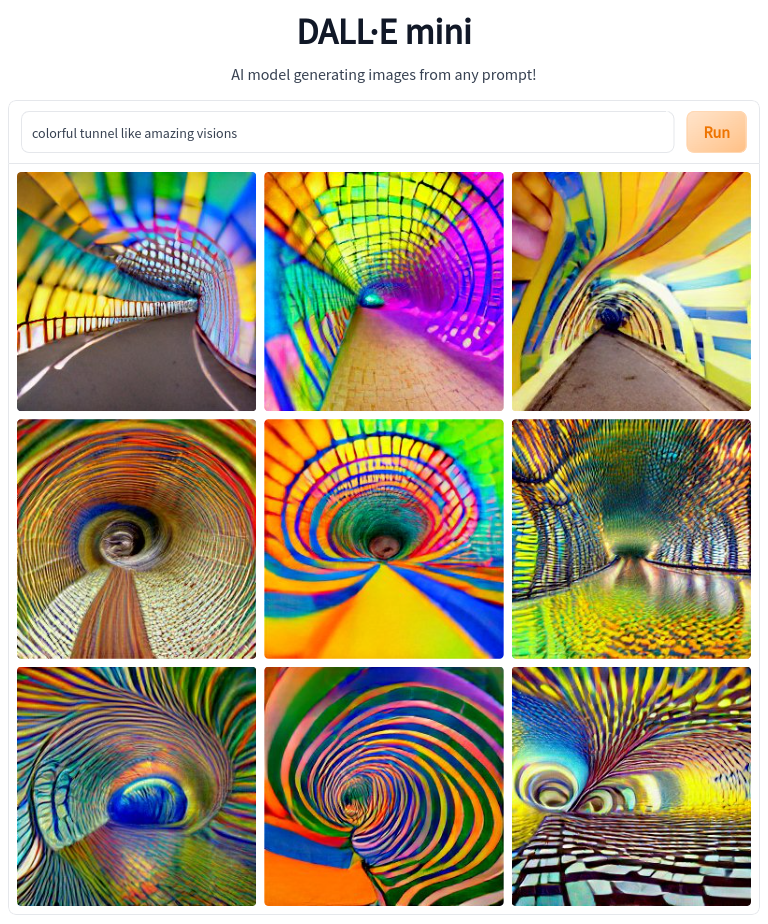 DALL·E mini
AI model generating images from any prompt!
colorful tunnel like amazing visions
Run